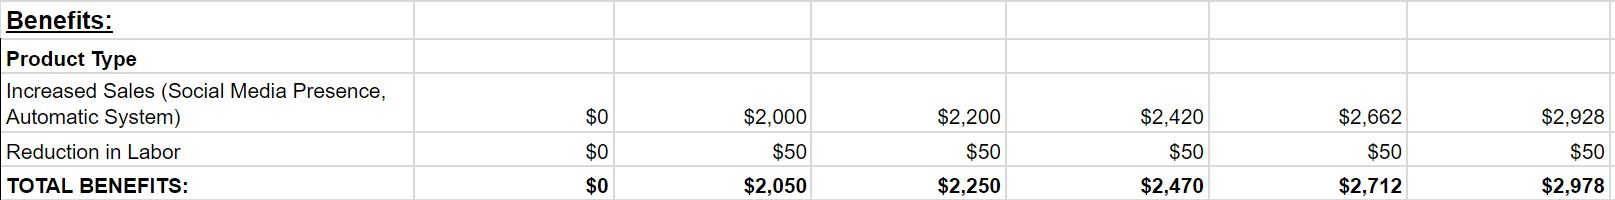 Benefits:
Product Type
Increased Sales (Social Media Presence,
Automatic System) $0 $2,000 $2,200 $2,420 $2,662 $2,928
Reduction in Labor $0 $50 $50 $50 $50 $50
TOTAL BENEFITS: $0 $2,050 $2,250 $2,470 $2,712 $2,978